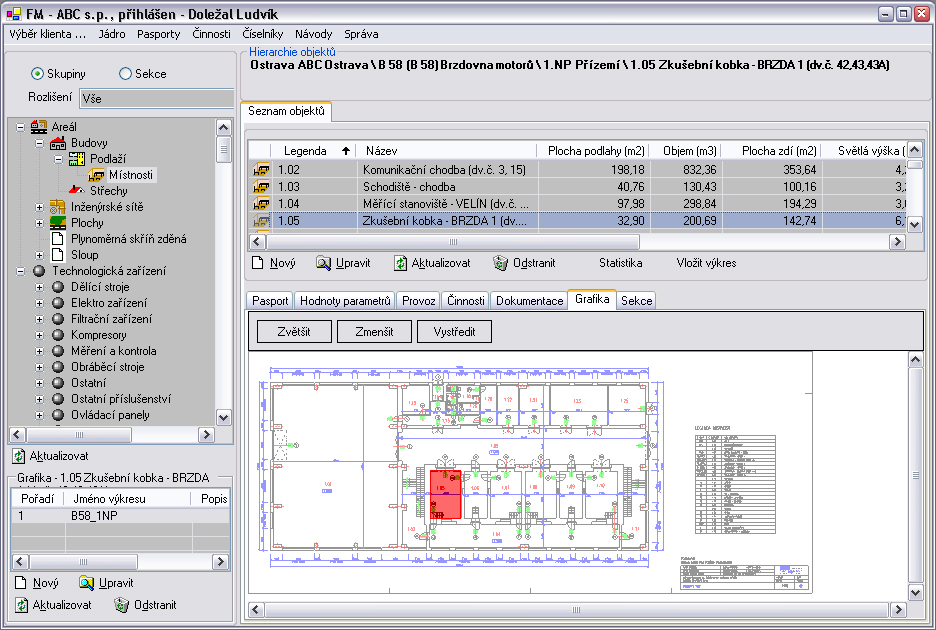 FM - ABC s.p., přihlášen - Doležal Ludvík
Výběr klienta ... Jádro Pasporty Činnosti Číselníky Návody Správa
Skupiny Sekce
Rozlišení Vše
Areál
Budovy
Podlaží
Místnosti
Střechy
Inženýrské sítě
Plochy
Plynoměrná skříň zděná
Sloup
Technologická zařízení
Dělící stroje
Elektro zařízení
Filtrační zařízení
Kompresory
Měření a kontrola
Obráběcí stroje
Ostatní
Ostatní příslušenství
Ovládací panely
Aktualizovat
Grafika - 1.05 Zkušební kobka - BRZDA
Pořadí Jméno výkresu Popis
1 B58_1NP
Nový Upravit
Aktualizovat Odstranit
Hierarchie objektů
Ostrava ABC Ostrava \ B 58 (B 58) Brzdovna motorů \ 1.NP Přízemí \ 1.05 Zkušební kobka - BRZDA 1 (dv.č. 42,43,43A)
Seznam objektů
Legenda Název Plocha podlahy (m2) Objem (m3) Plocha zdí (m2) Světlá výška (
1.02 Komunikační chodba (dv.č. 3, 15) 198,18 832,36 353,64 4,
1.03 Schodiště - chodba 40,76 130,43 100,16 3,
1.04 Měřící stanoviště - VELÍN (dv.č. ... 97,98 298,84 194,29 3,
1.05 Zkušební kobka - BRZDA 1 (dv.... 32,90 200,69 142,74 6,
Nový Upravit Aktualizovat Odstranit Statistika Vložit výkres
Pasport Hodnoty parametrů Provoz Činnosti Dokumentace Grafika Sekce
Zvětšit Zmenšit Vystředit